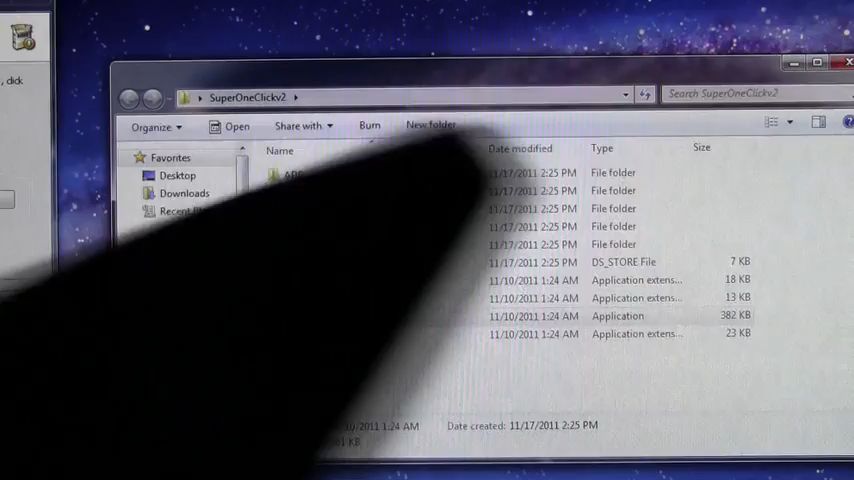 , click
SuperOneClickv2
Search SuperOneClickv2
Organize Open Share with Burn New folder
Name Date modified Type Size
Favorites
Desktop
Downloads
Recent
11/17/2011 2:25 PM File folder
11/17/2011 2:25 PM File folder
11/17/2011 2:25 PM File folder
11/17/2011 2:25 PM File folder
11/17/2011 2:25 PM File folder
11/17/2011 2:25 PM DS_STORE File 7 KB
11/10/2011 1:24 AM Application extens... 18 KB
11/10/2011 1:24 AM Application extens... 13 KB
11/10/2011 1:24 AM Application 382 KB
11/10/2011 1:24 AM Application extens... 23 KB
1:24 AM Date created: 11/17/2011 2:25 PM
KB